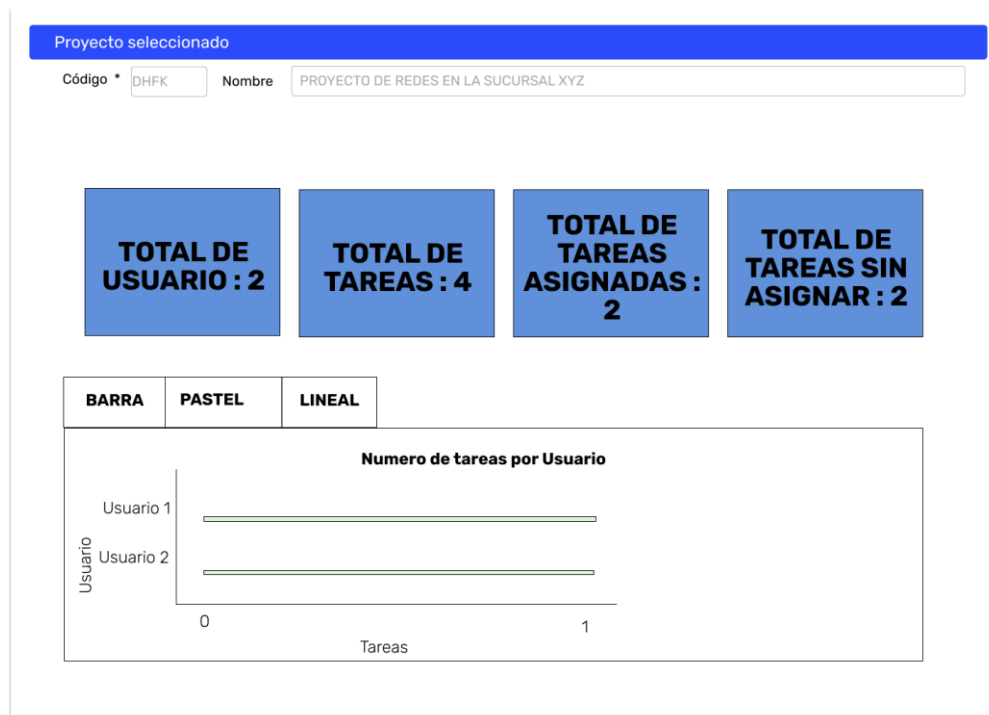 Proyecto seleccionado
Código * DHFK Nombre PROYECTO DE REDES EN LA SUCURSAL XYZ
TOTAL DE
USUARIO : 2
TOTAL DE
TAREAS : 4
TOTAL DE
TAREAS
ASIGNADAS :
2
TOTAL DE
TAREAS SIN
ASIGNAR : 2
BARRA PASTEL LINEAL
Numero de tareas por Usuario
Usuario 1
Usuario 2
Usuario
0 1
Tareas